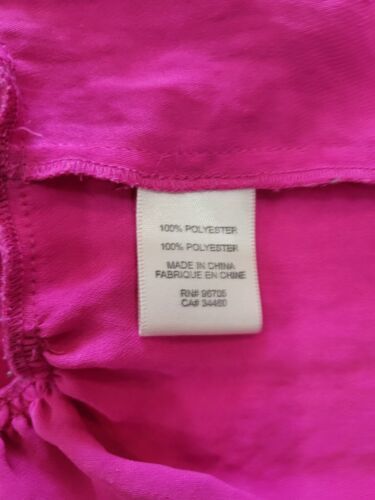 100% POLYESTER
100% POLYESTER
MADE IN CHINA
FABRIQUE EN CHINE
RN# 96705
CA# 34460